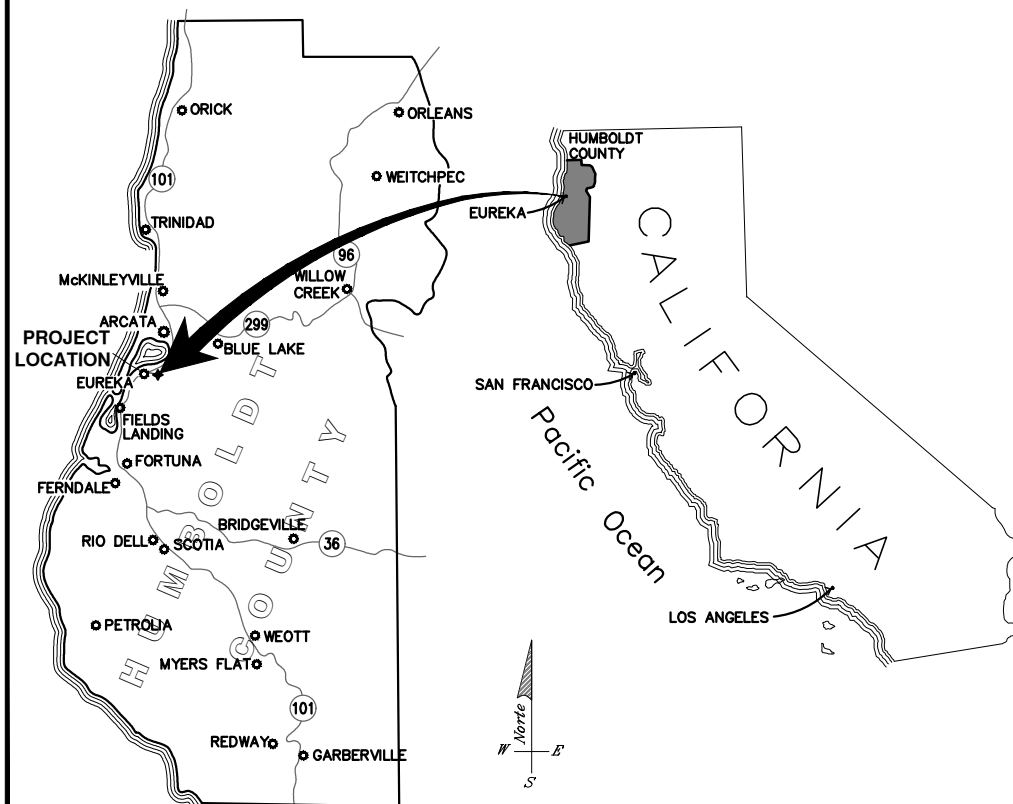 ORICK
ORLEANS
WEITCHPEC
101
TRINIDAD
96
McKINLEYVILLE
WILLOW
CREEK
ARCATA
299
BLUE LAKE
PROJECT
LOCATION
EUREKA
FIELDS
LANDING
FORTUNA
FERNDALE
BRIDGEVILLE
36
RIO DELL
SCOTIA
PETROLIA
WEOTT
MYERS FLAT
101
REDWAY
GARBERVILLE
HUMBOLDT
COUNTY
HUMBOLDT
COUNTY
EUREKA
CALIFORNIA
SAN FRANCISCO
Pacific
Ocean
LOS ANGELES
Norte
W
E
S